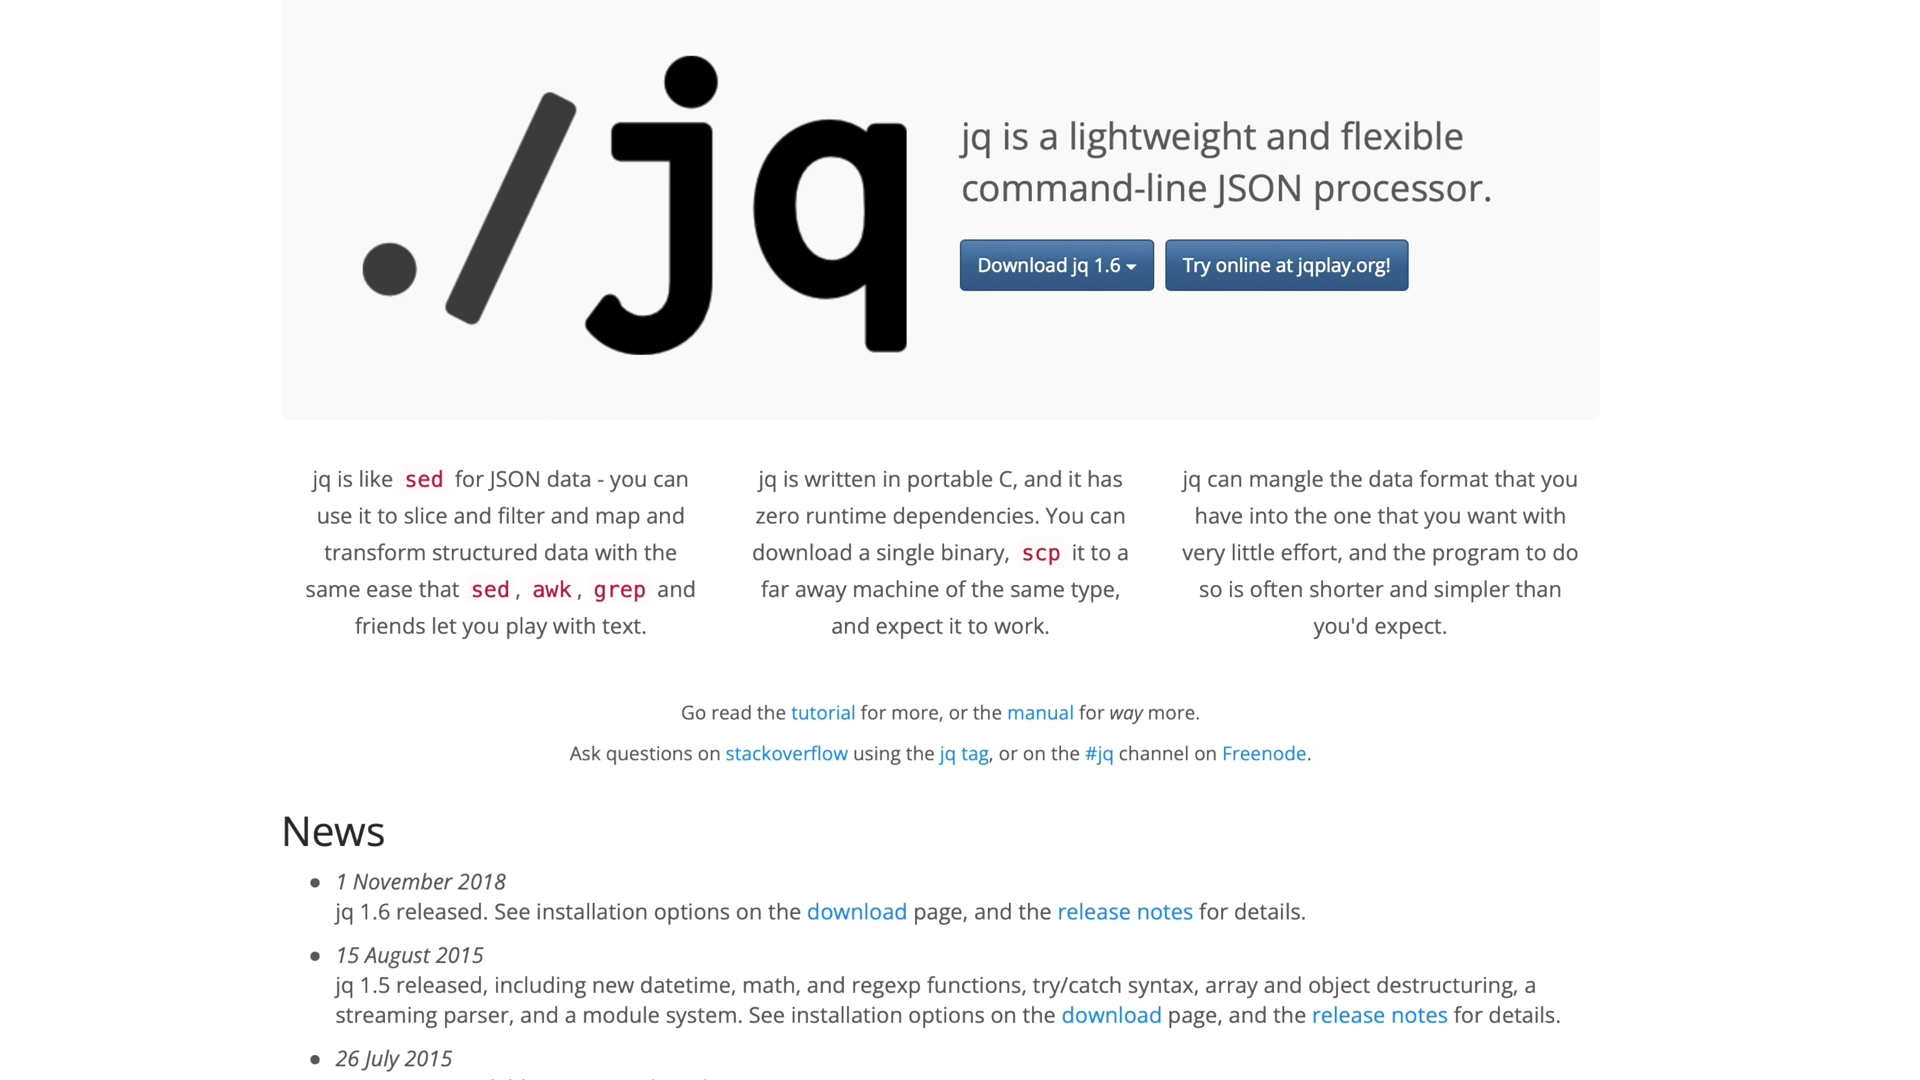 ./jq
jq is a lightweight and flexible
command-line JSON processor.
Download jq 1.6
Try online at jqplay.org!
jq is like sed for JSON data - you can
use it to slice and filter and map and
transform structured data with the
same ease that sed, awk, grep and
friends let you play with text.
jq is written in portable C, and it has
zero runtime dependencies. You can
download a single binary, scp it to a
far away machine of the same type,
and expect it to work.
jq can mangle the data format that you
have into the one that you want with
very little effort, and the program to do
so is often shorter and simpler than
you'd expect.
Go read the tutorial for more, or the manual for way more.
Ask questions on stackoverflow using the jq tag, or on the #jq channel on Freenode.
News
1 November 2018
jq 1.6 released. See installation options on the download page, and the release notes for details.
15 August 2015
jq 1.5 released, including new datetime, math, and regexp functions, try/catch syntax, array and object destructuring, a
streaming parser, and a module system. See installation options on the download page, and the release notes for details.
26 July 2015